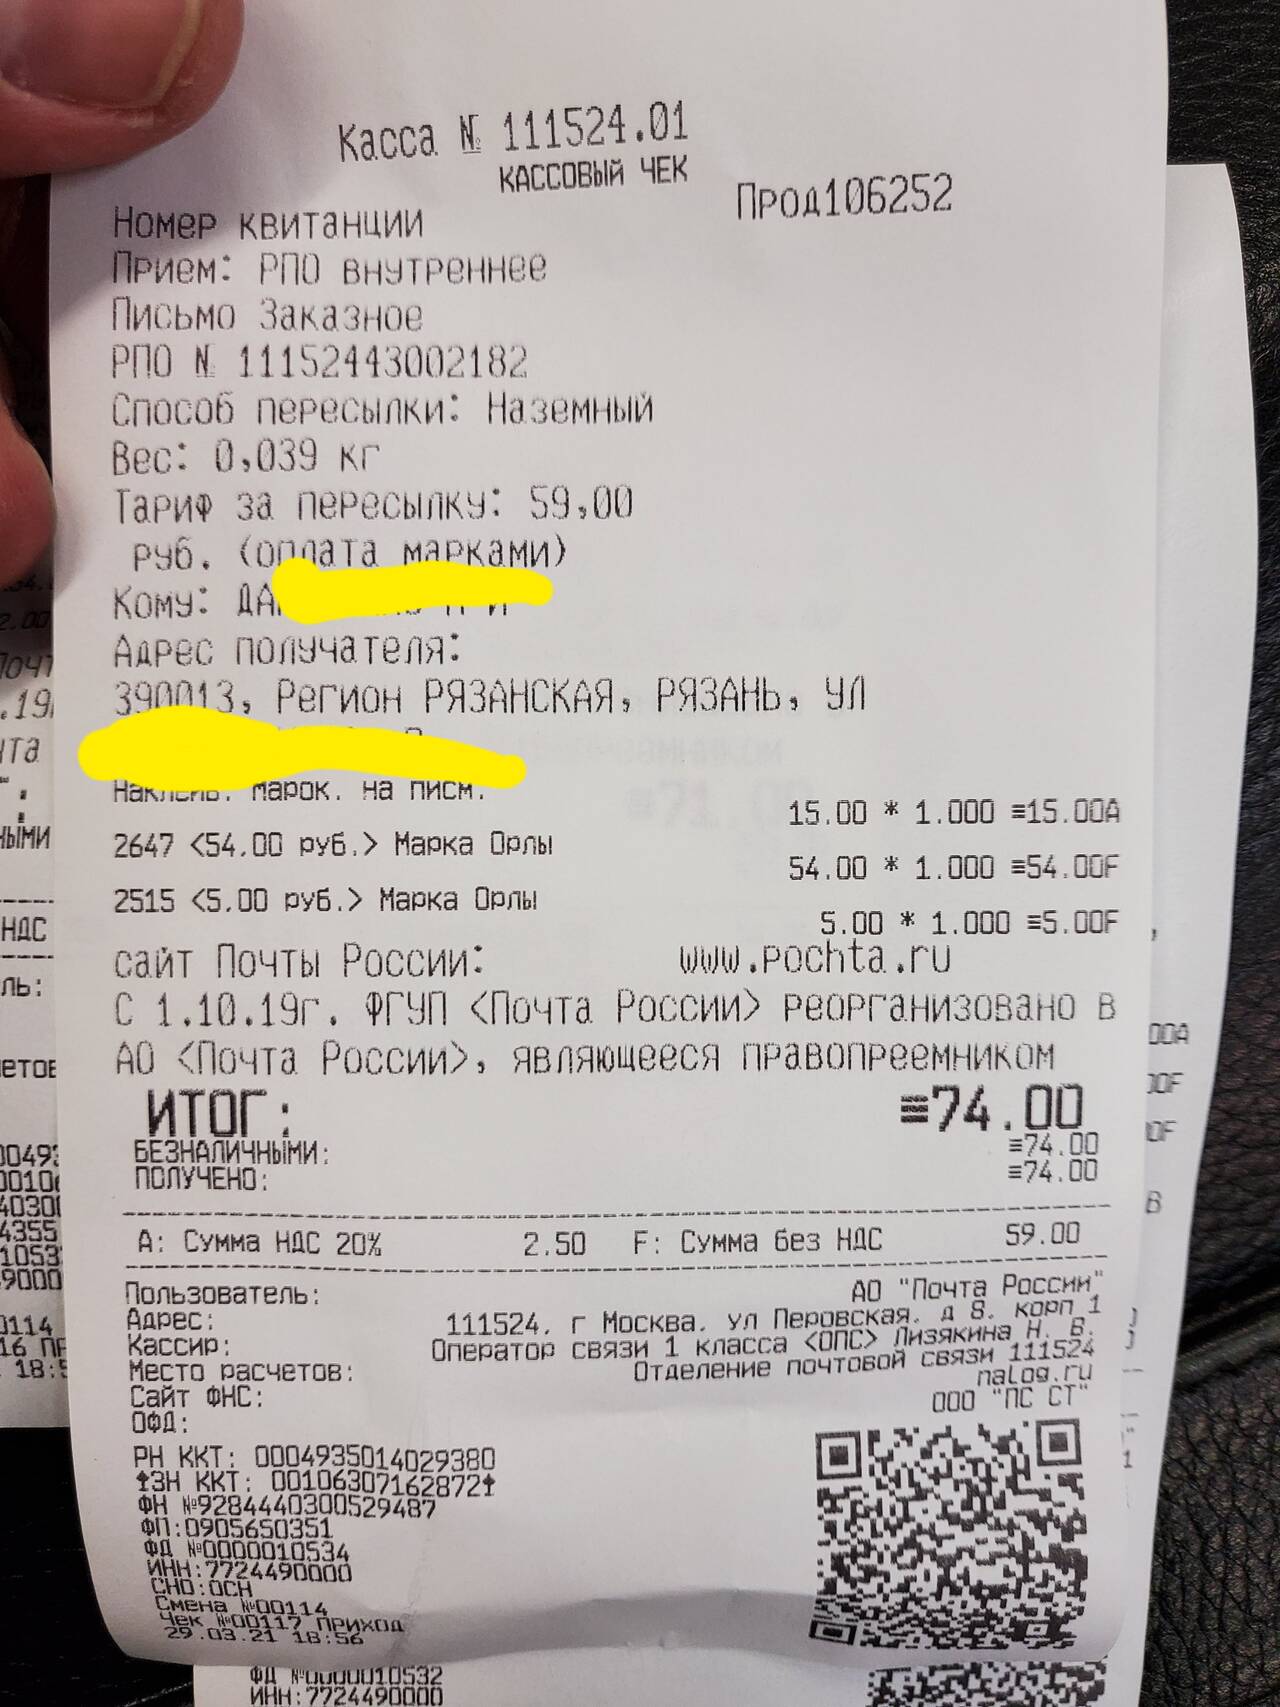 Касса № 111524.01
КАССОВЫЙ ЧЕК
Прод106252
Номер квитанции
Прием: РПО внутреннее
Письмо Заказное
РПО № 11152443002182
Способ пересылки: Наземный
Вес: 0,039 кг
Тариф за пересылку: 59,00
руб. (оплата марками)
Кому: ДА
Адрес получателя:
390013, Регион РЯЗАНСКАЯ, РЯЗАНЬ, УЛ
Наклеив. марок. на писм.
15.00 * 1.000 ≡15.00А
2647 <54.00 руб.> Марка Орлы
54.00 * 1.000 ≡54.00F
2515 <5.00 руб.> Марка Орлы
5.00 * 1.000 ≡5.00F
сайт Почты России: www.pochta.ru
С 1.10.19г. ФГУП <Почта России> реорганизовано в
АО <Почта России>, являющееся правопреемником
ИТОГ: ≡74.00
БЕЗНАЛИЧНЫМИ: ≡74.00
ПОЛУЧЕНО: ≡74.00
А: Сумма НДС 20% 2.50 F: Сумма без НДС 59.00
Пользователь: АО "Почта России"
Адрес: 111524, г Москва, ул Перовская, д 8, корп 1
Кассир: Оператор связи 1 класса <ОПС> Лизякина Н. В.
Место расчетов: Отделение почтовой связи 111524
Сайт ФНС: nalog.ru
ОФД: ООО "ПС СТ"
РН ККТ: 0004935014029380
ЗН ККТ: 00106307162872
ФН №9284440300529487
ФП:0905650351
ФД №0000010534
ИНН:7724490000
СНО:ОСН
Смена №00114
Чек №00117 ПРИХОД
29.03.21 18:56
ФД №0000010532
ИНН:7724490000